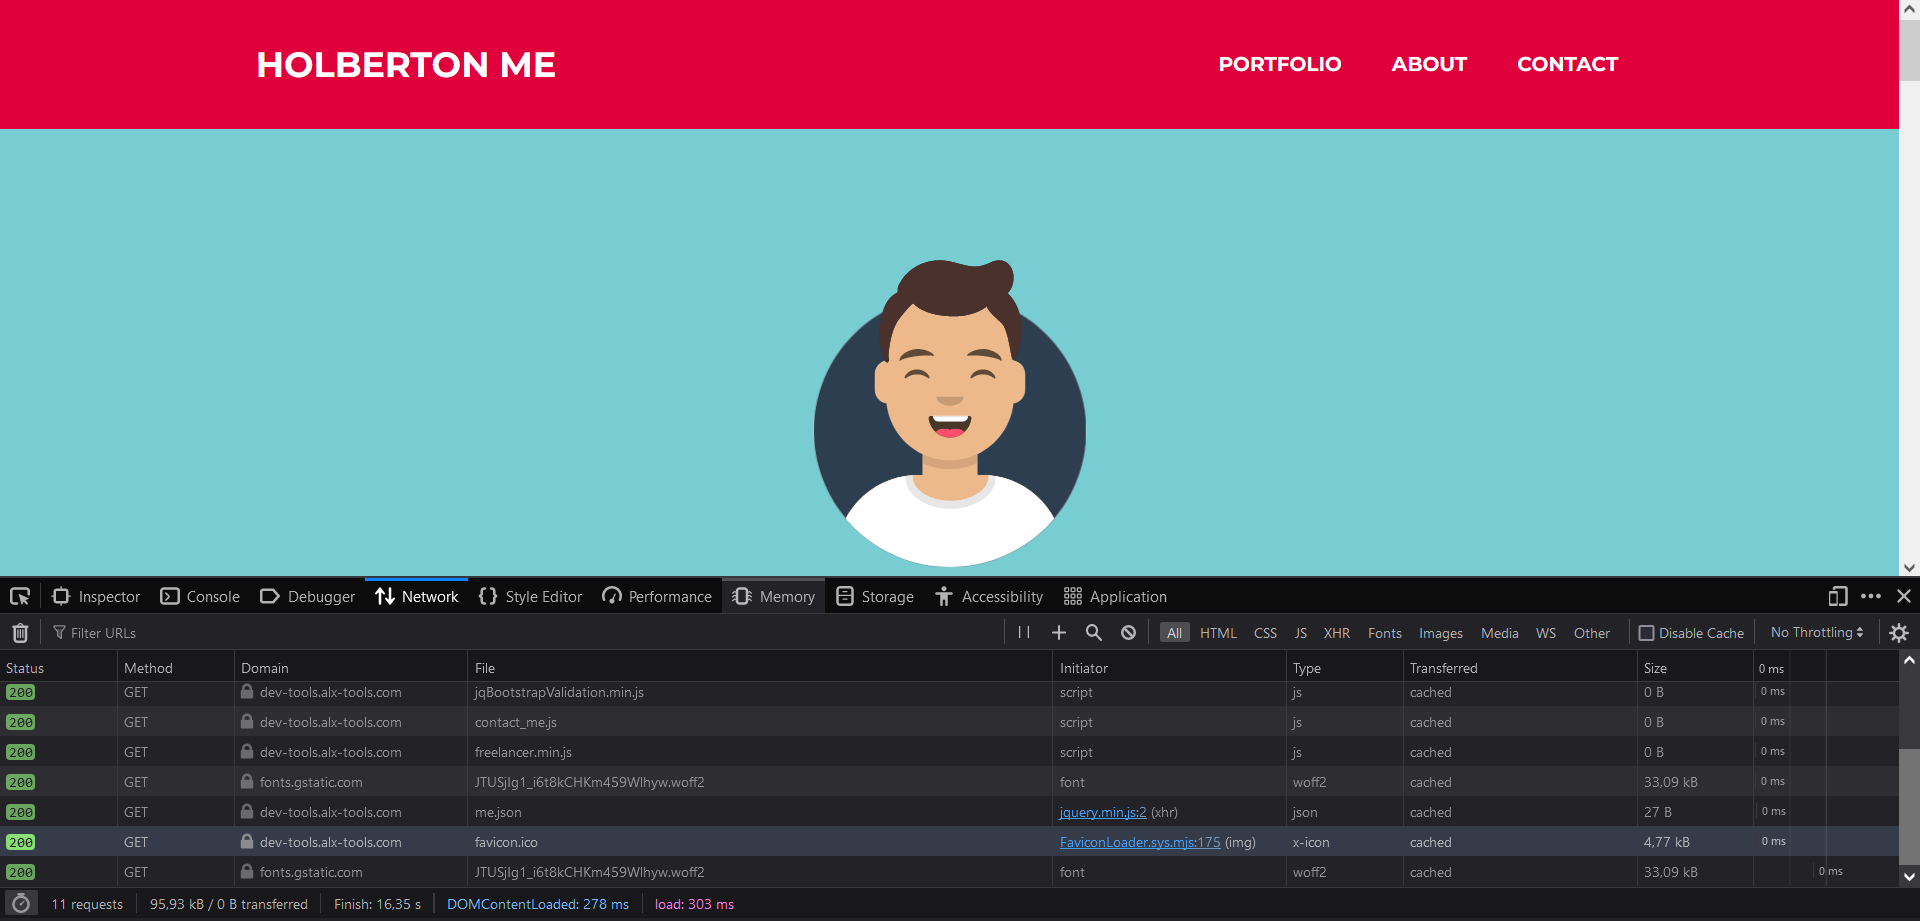 HOLBERTON ME PORTFOLIO ABOUT CONTACT
Inspector Console Debugger Network Style Editor Performance Memory Storage Accessibility Application
Filter URLs All HTML CSS JS XHR Fonts Images Media WS Other Disable Cache No Throttling
Status Method Domain File Initiator Type Transferred Size 0 ms
200 GET dev-tools.alx-tools.com jqBootstrapValidation.min.js script js cached 0 B 0 ms
200 GET dev-tools.alx-tools.com contact_me.js script js cached 0 B 0 ms
200 GET dev-tools.alx-tools.com freelancer.min.js script js cached 0 B 0 ms
200 GET fonts.gstatic.com JTUSjIg1_i6t8kCHKm459Wlhyw.woff2 font woff2 cached 33,09 kB 0 ms
200 GET dev-tools.alx-tools.com me.json jquery.min.js:2 (xhr) json cached 27 B 0 ms
200 GET dev-tools.alx-tools.com favicon.ico FaviconLoader.sys.mjs:175 (img) x-icon cached 4,77 kB 0 ms
200 GET fonts.gstatic.com JTUSjIg1_i6t8kCHKm459Wlhyw.woff2 font woff2 cached 33,09 kB 0 ms
11 requests 95,93 kB / 0 B transferred Finish: 16,35 s DOMContentLoaded: 278 ms load: 303 ms